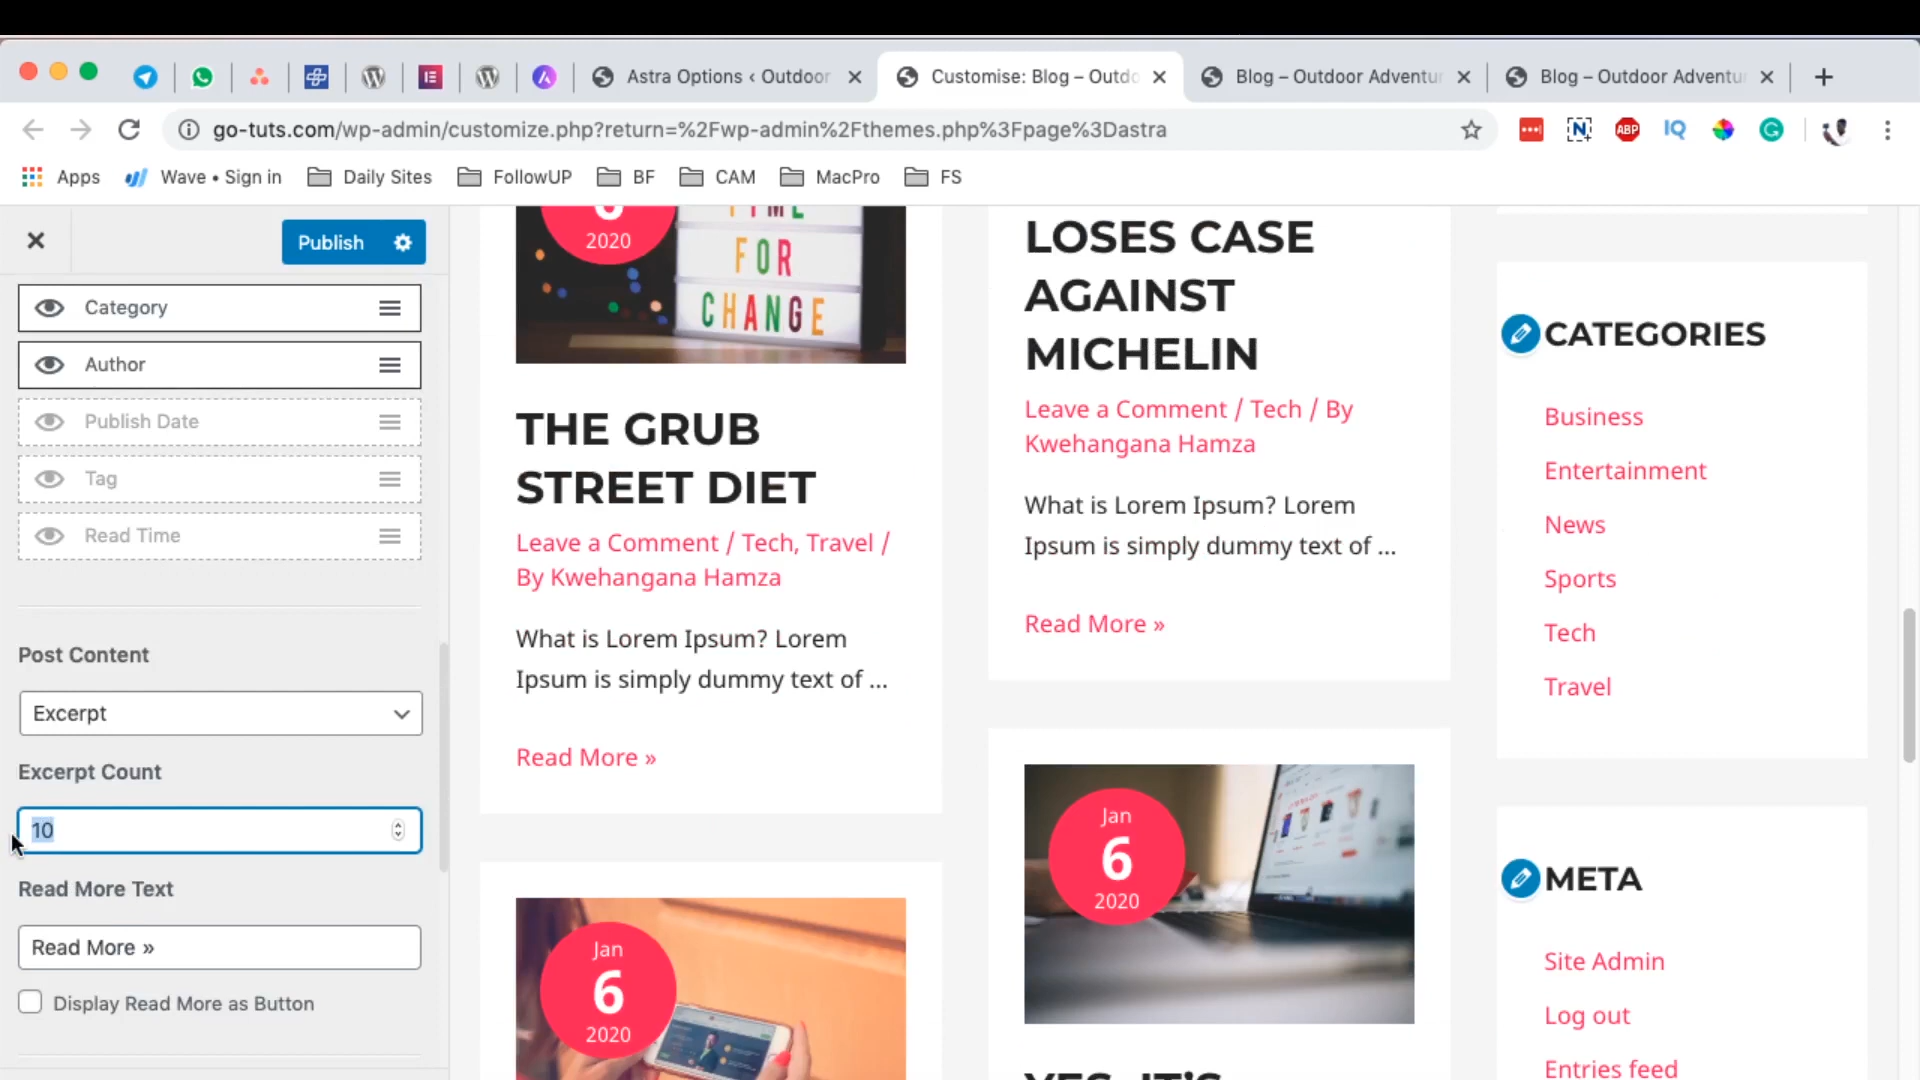 Astra Options ‹ Outdoor
Customise: Blog – Outdo
Blog – Outdoor Adventu
Blog – Outdoor Adventu
go-tuts.com/wp-admin/customize.php?return=%2Fwp-admin%2Fthemes.php%3Fpage%3Dastra
N
ABP
IQ
Apps
Wave • Sign in
Daily Sites
FollowUP
BF
CAM
MacPro
FS
Publish
Category
Author
Publish Date
Tag
Read Time
Post Content
Excerpt
Excerpt Count
10
Read More Text
Read More »
Display Read More as Button
6
2020
TIME
FOR
CHANGE
THE GRUB
STREET DIET
Leave a Comment / Tech, Travel /
By Kwehangana Hamza
What is Lorem Ipsum? Lorem
Ipsum is simply dummy text of ...
Read More »
Jan
6
2020
LOSES CASE
AGAINST
MICHELIN
Leave a Comment / Tech / By
Kwehangana Hamza
What is Lorem Ipsum? Lorem
Ipsum is simply dummy text of ...
Read More »
Jan
6
2020
YES, IT'S
CATEGORIES
Business
Entertainment
News
Sports
Tech
Travel
META
Site Admin
Log out
Entries feed